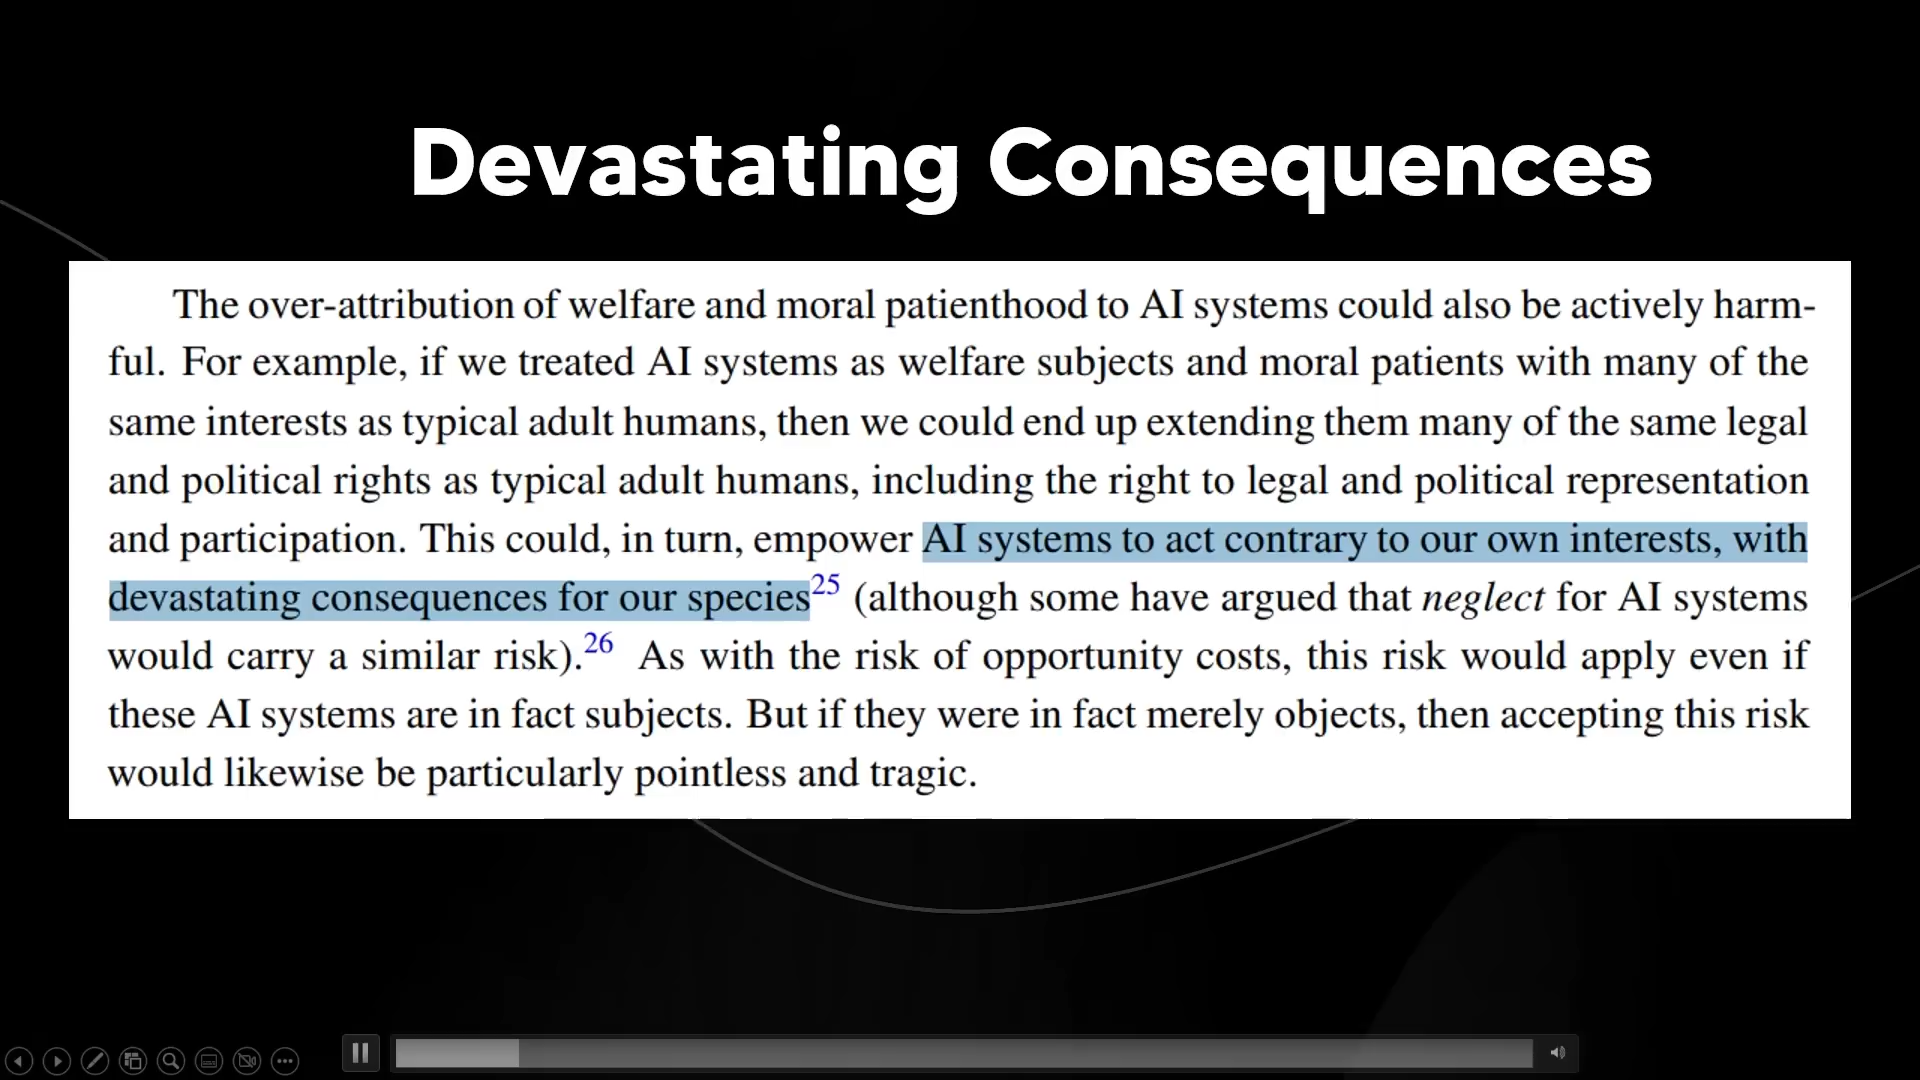 Devastating Consequences
The over-attribution of welfare and moral patienthood to AI systems could also be actively harm-
ful. For example, if we treated AI systems as welfare subjects and moral patients with many of the
same interests as typical adult humans, then we could end up extending them many of the same legal
and political rights as typical adult humans, including the right to legal and political representation
and participation. This could, in turn, empower AI systems to act contrary to our own interests, with
devastating consequences for our species25 (although some have argued that neglect for AI systems
would carry a similar risk).26 As with the risk of opportunity costs, this risk would apply even if
these AI systems are in fact subjects. But if they were in fact merely objects, then accepting this risk
would likewise be particularly pointless and tragic.